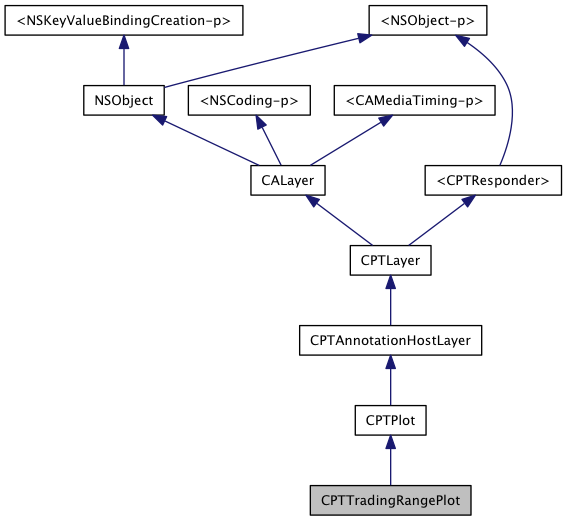 <NSKeyValueBindingCreation-p>
<NSObject-p>
NSObject
<NSCoding-p>
<CAMediaTiming-p>
CALayer
<CPTResponder>
CPTLayer
CPTAnnotationHostLayer
CPTPlot
CPTTradingRangePlot